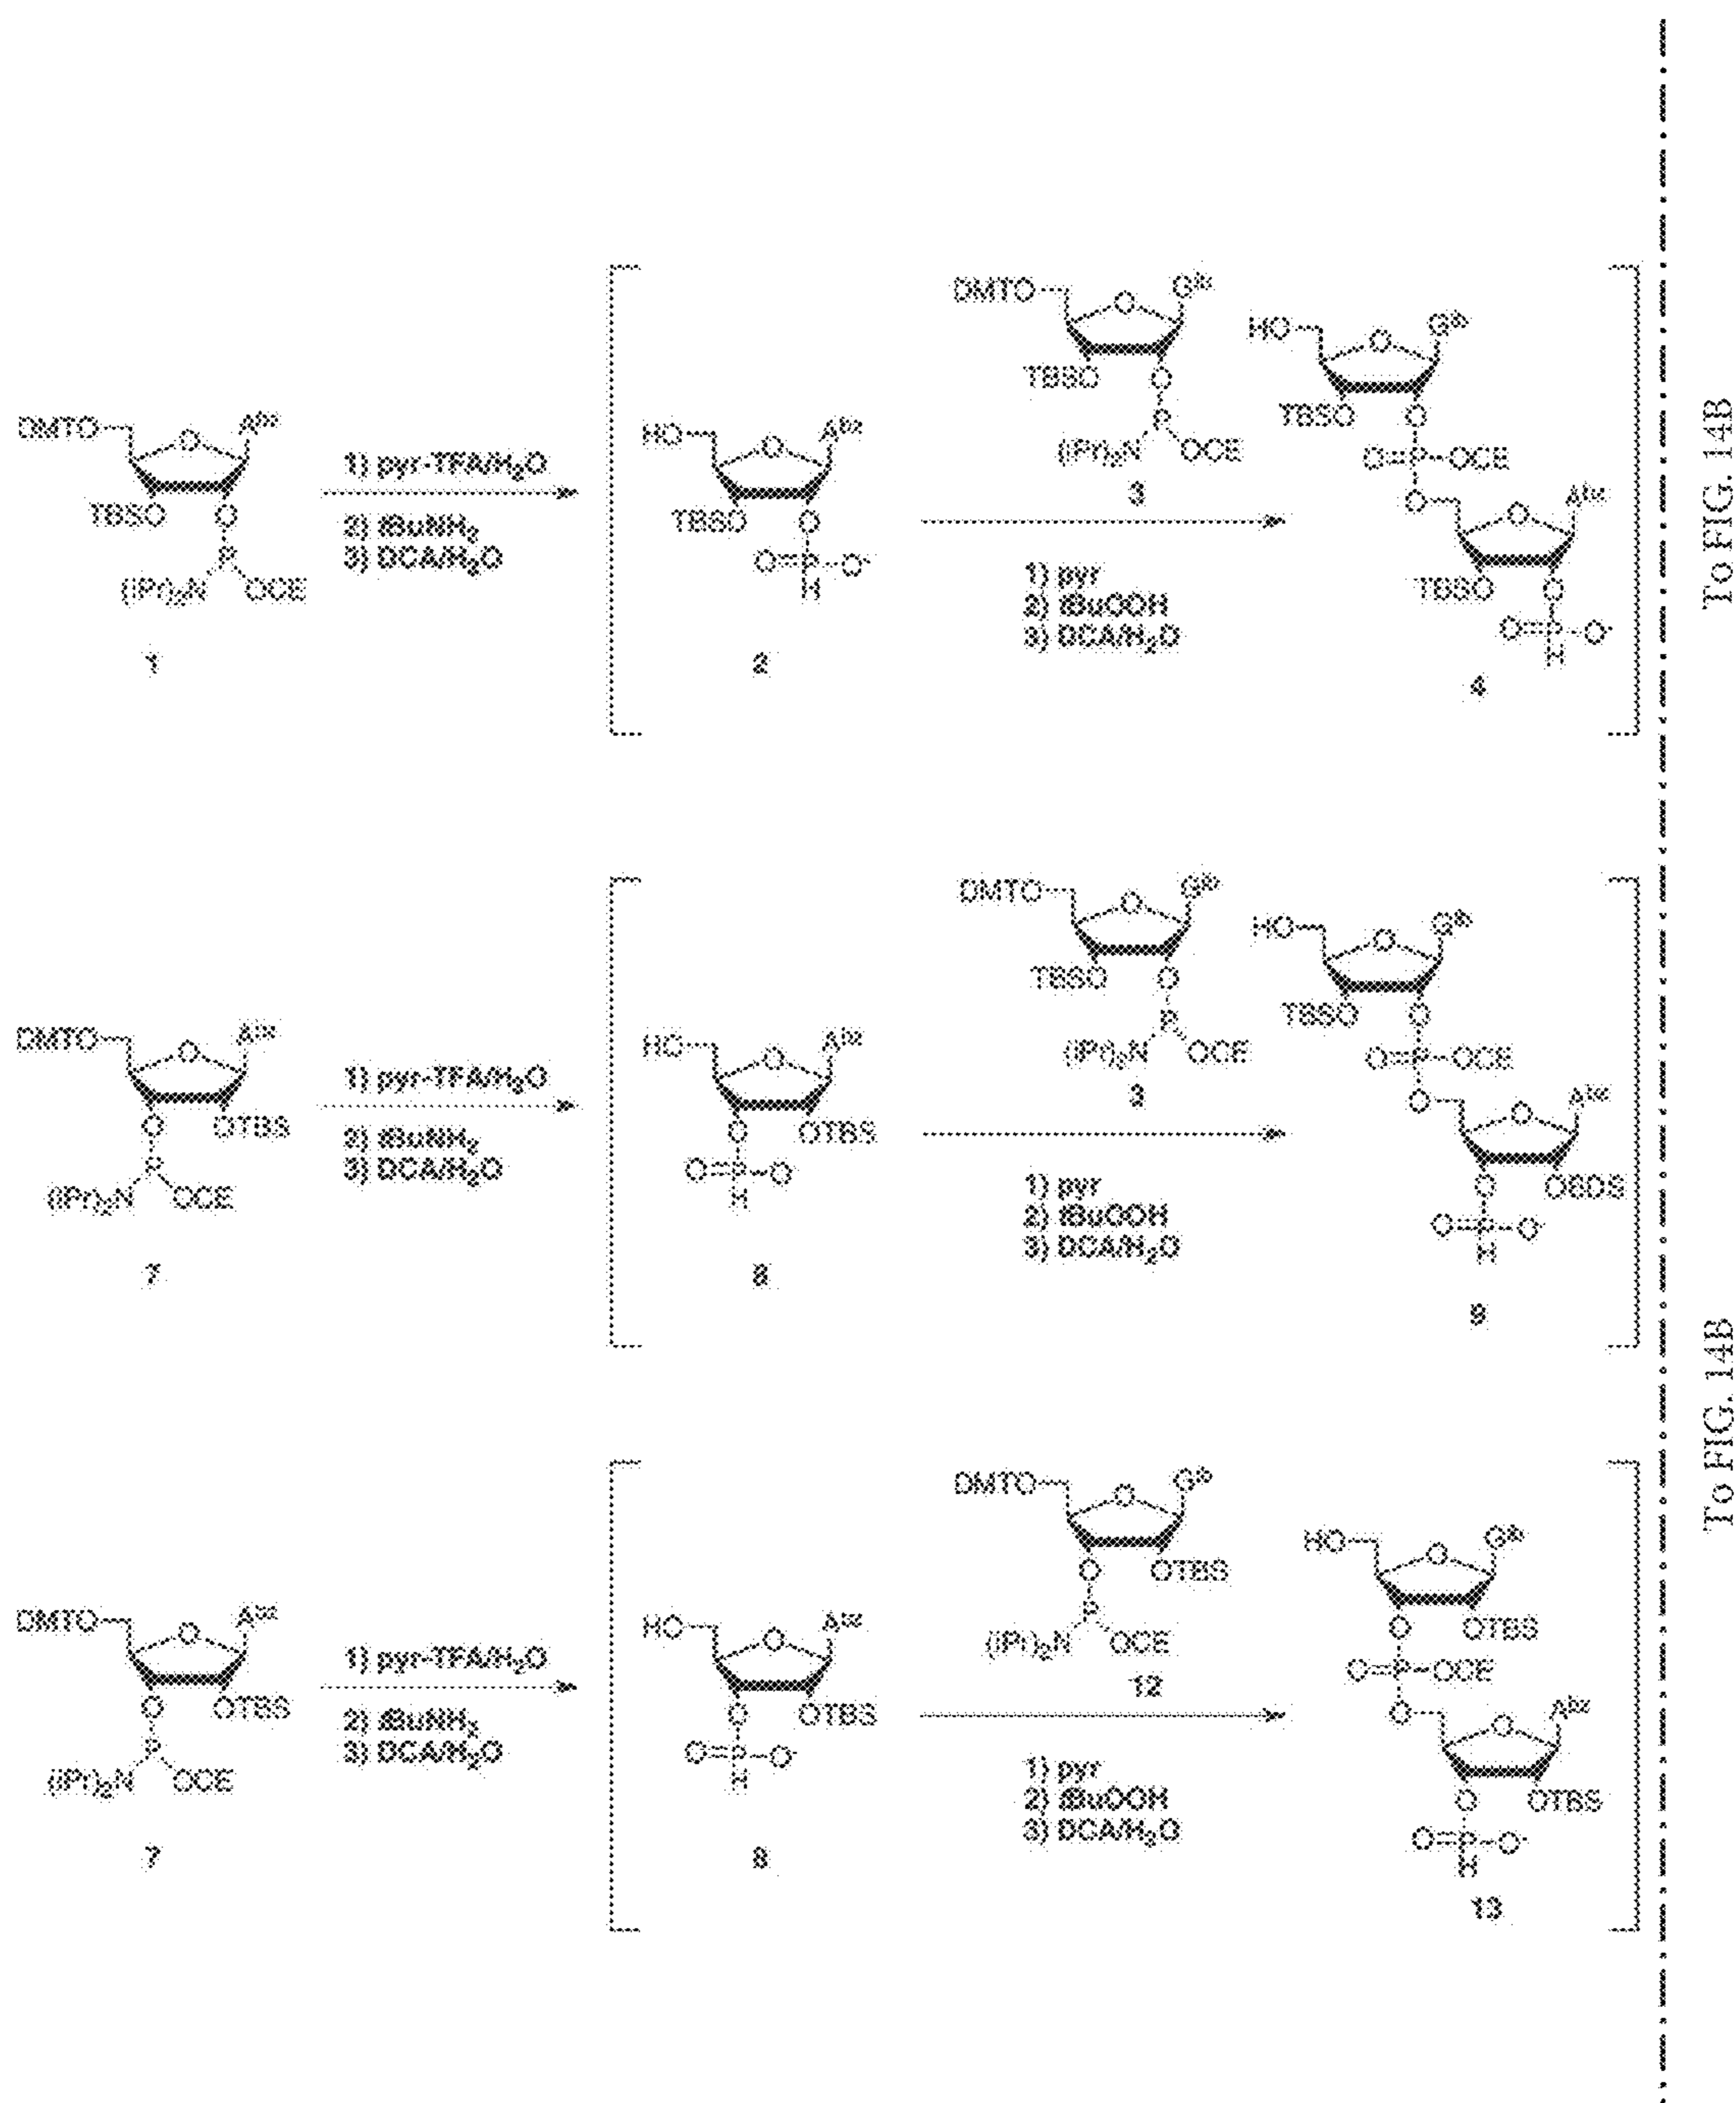 DMTO
O
A^bz
TBSO
O
P
(iPr)₂N
OCE
1
1) pyr-TFA/H₂O
2) tBuNH₂
3) DCA/H₂O
HO
O
A^bz
TBSO
O
O=P-O⁻
H
2
DMTO
O
G^ib
TBSO
O
P
(iPr)₂N
OCE
3
1) pyr
2) tBuOOH
3) DCA/H₂O
HO
O
G^ib
TBSO
O
O=P-OCE
O
O
A^bz
TBSO
O
O=P-O⁻
H
4
To FIG. 14B
DMTO
O
A^bz
O
OTBS
P
(iPr)₂N
OCE
7
1) pyr-TFA/H₂O
2) tBuNH₂
3) DCA/H₂O
HO
O
A^bz
O
OTBS
O=P-O⁻
H
8
DMTO
O
G^ib
TBSO
O
P
(iPr)₂N
OCE
3
1) pyr
2) tBuOOH
3) DCA/H₂O
HO
O
G^ib
TBSO
O
O=P-OCE
O
O
A^bz
O
O=P-O⁻
H
9
To FIG. 14B
DMTO
O
A^bz
O
OTBS
P
(iPr)₂N
OCE
7
1) pyr-TFA/H₂O
2) tBuNH₂
3) DCA/H₂O
HO
O
A^bz
O
OTBS
O=P-O⁻
H
8
DMTO
O
G^ib
O
OTBS
P
(iPr)₂N
OCE
12
1) pyr
2) tBuOOH
3) DCA/H₂O
HO
O
G^ib
O
OTBS
O=P-OCE
O
O
A^bz
O
OTBS
O=P-O⁻
H
13